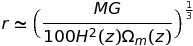 r ≃ ( MG / 100H²(z)Ωₘ(z) )^(1/3)